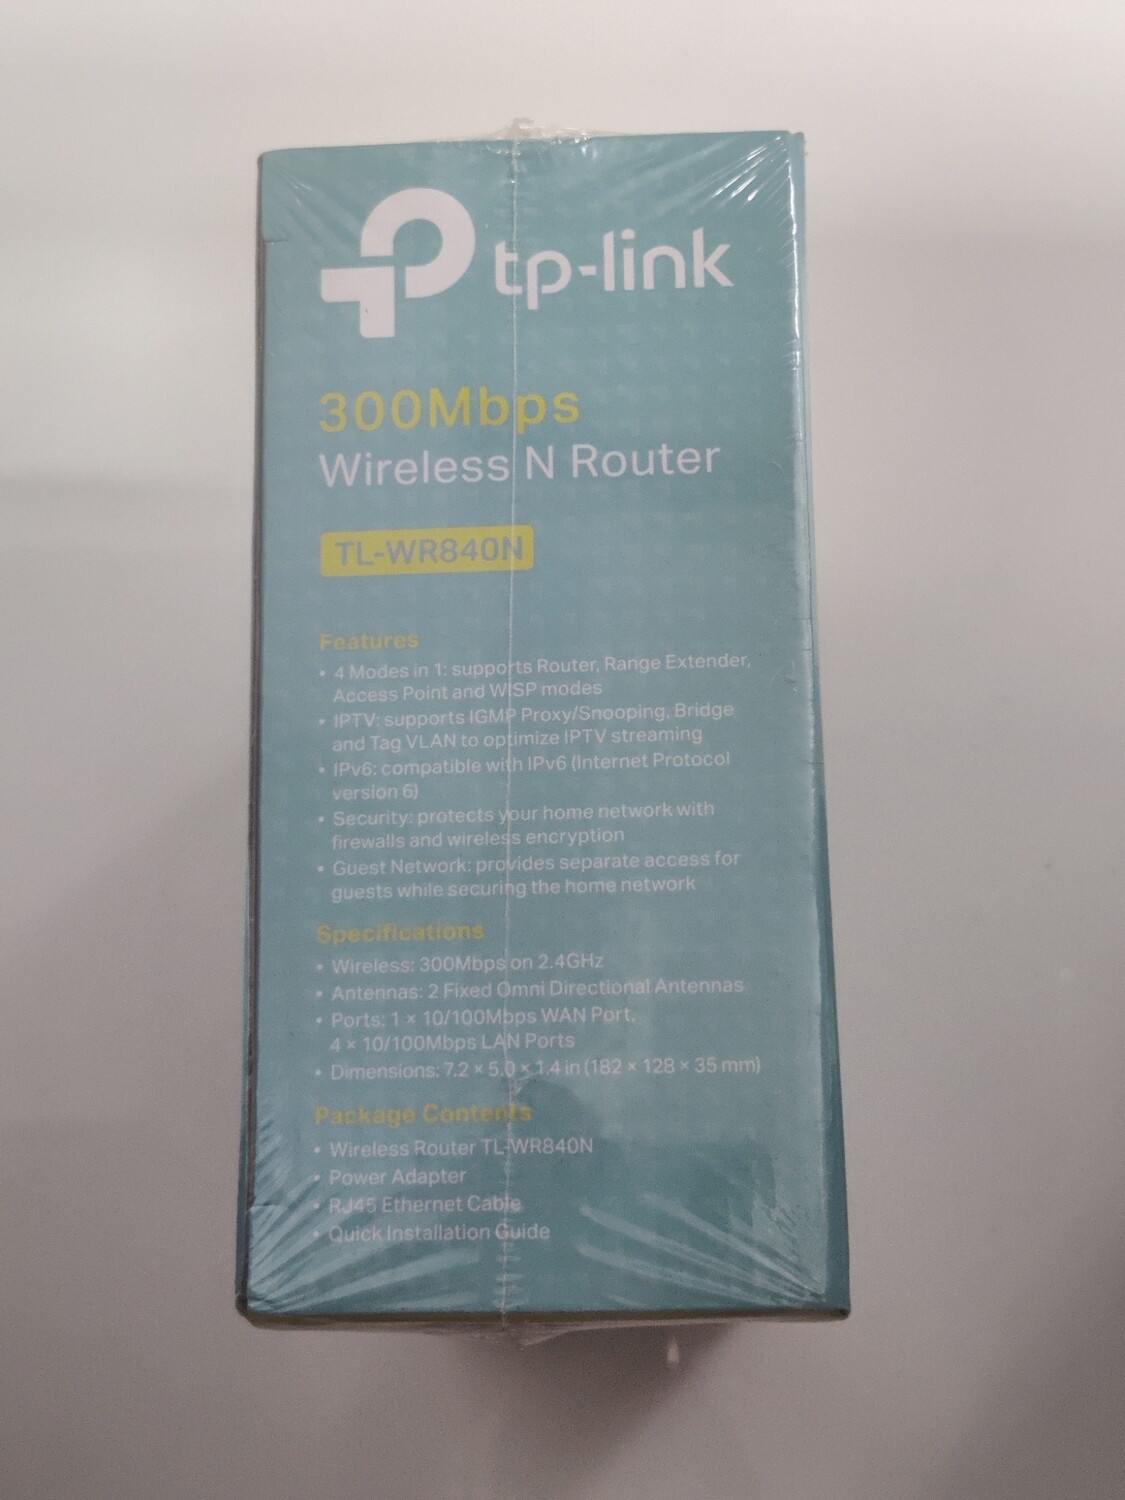 tp-link
300Mbps
Wireless N Router
TL-WR840N
Features
• 4 Modes in 1: supports Router, Range Extender,
Access Point and WISP modes
• IPTV: supports IGMP Proxy/Snooping, Bridge
and Tag VLAN to optimize IPTV streaming
• IPv6: compatible with IPv6 (Internet Protocol
version 6)
• Security: protects your home network with
firewalls and wireless encryption
• Guest Network: provides separate access for
guests while securing the home network
Specifications
• Wireless: 300Mbps on 2.4GHz
• Antennas: 2 Fixed Omni Directional Antennas
• Ports: 1 × 10/100Mbps WAN Port,
4 × 10/100Mbps LAN Ports
• Dimensions: 7.2 × 5.0 × 1.4 in (182 × 128 × 35 mm)
Package Contents
• Wireless Router TL-WR840N
• Power Adapter
• RJ45 Ethernet Cable
• Quick Installation Guide